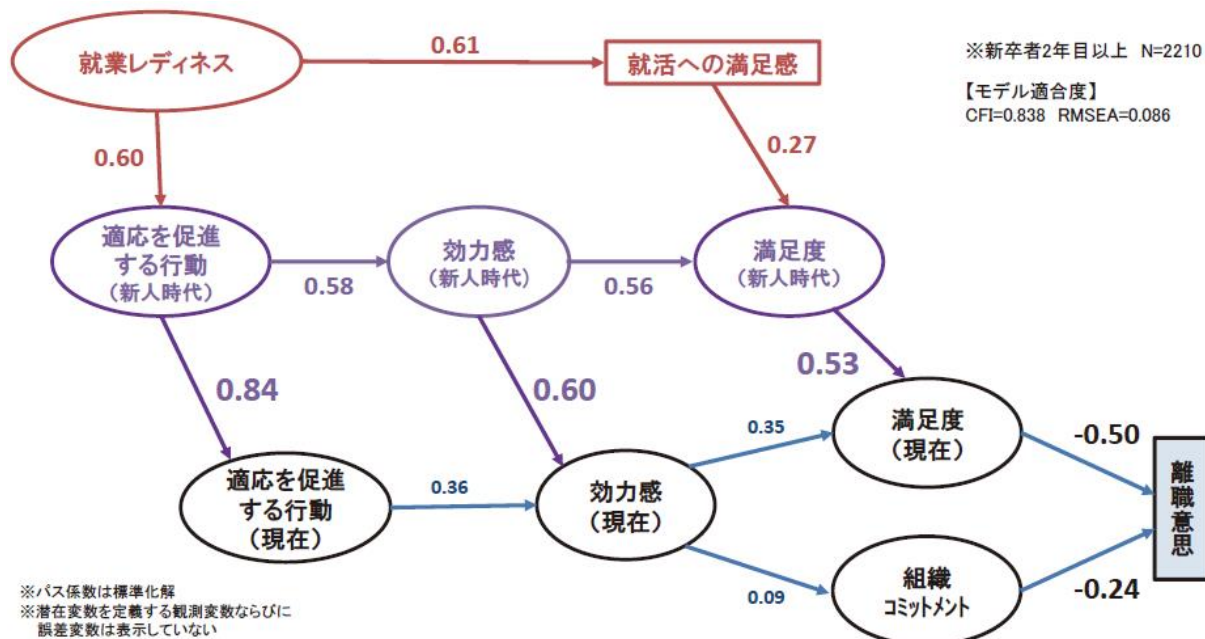 就業レディネス
0.61
就活への満足感
※新卒者2年目以上 N=2210
【モデル適合度】
CFI=0.838 RMSEA=0.086
0.60
0.27
適応を促進
する行動
（新人時代）
0.58
効力感
（新人時代）
0.56
満足度
（新人時代）
0.84
0.60
0.53
適応を促進
する行動
（現在）
0.36
効力感
（現在）
0.35
満足度
（現在）
-0.50
0.09
組織
コミットメント
-0.24
離職意思
※パス係数は標準化解
※潜在変数を定義する観測変数ならびに
誤差変数は表示していない